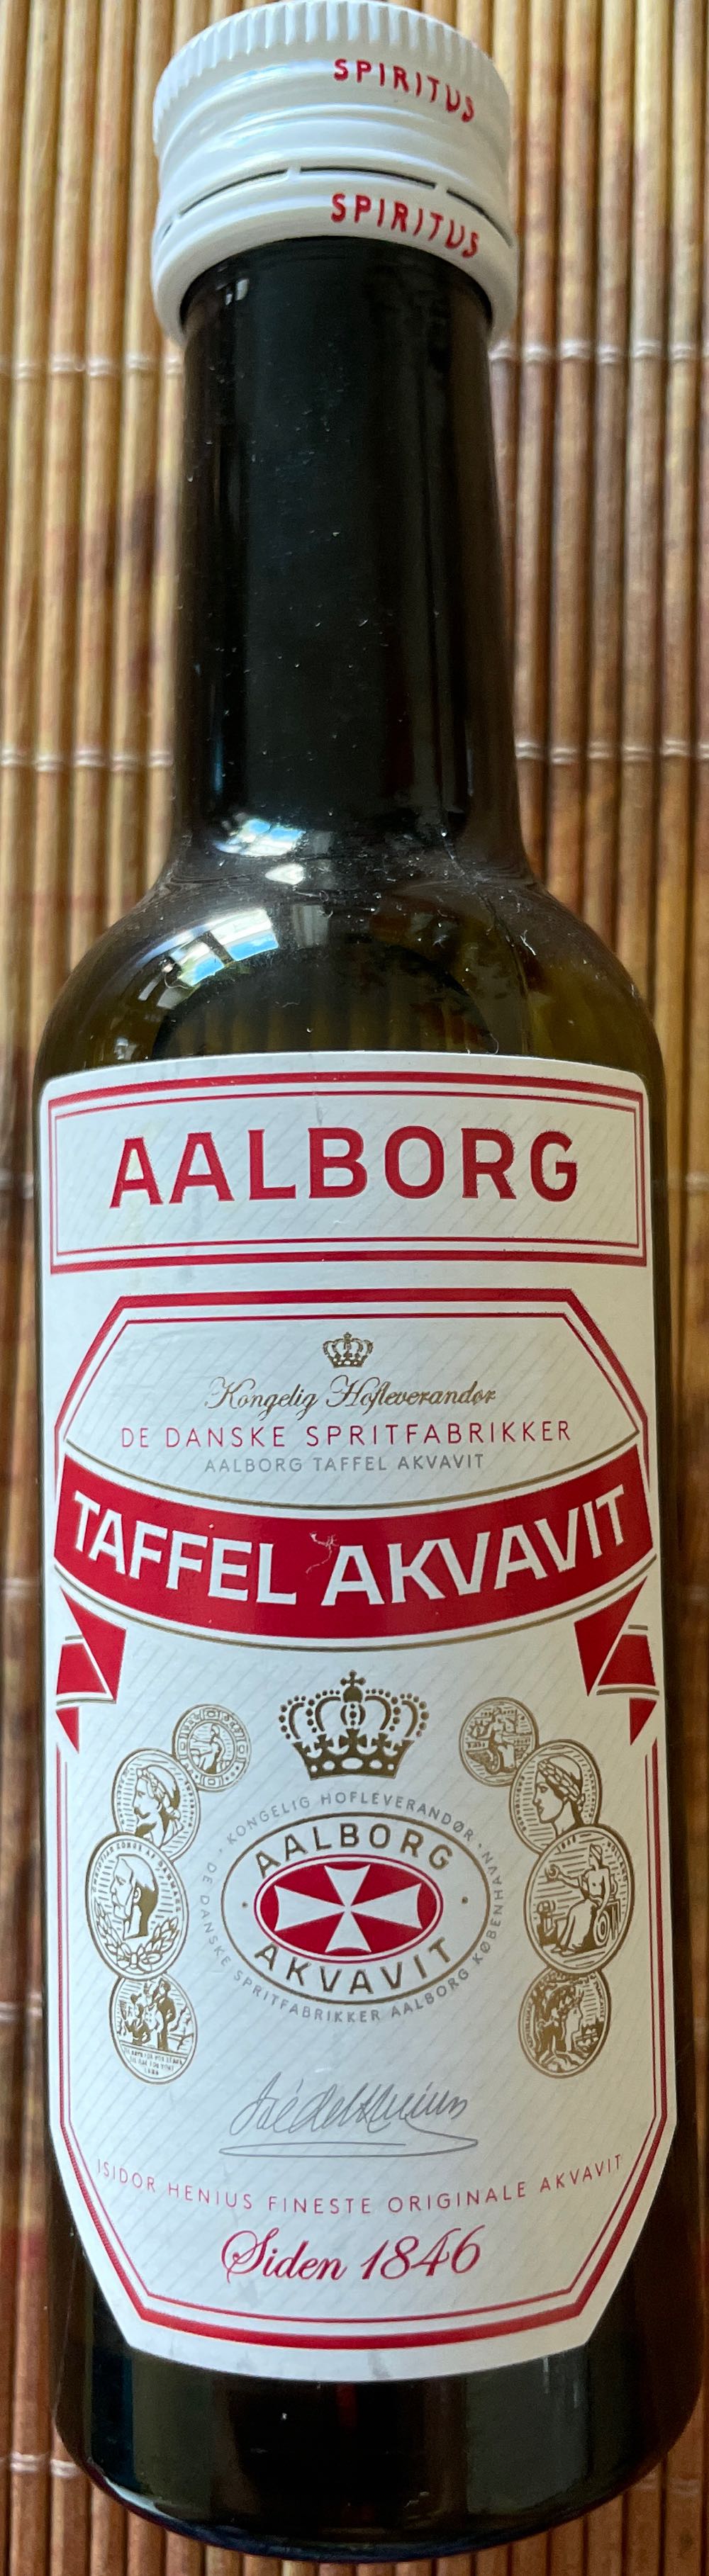 SPIRITUS
SPIRITUS
AALBORG
Kongelig Hofleverandør
DE DANSKE SPRITFABRIKKER
AALBORG TAFFEL AKVAVIT
TAFFEL AKVAVIT
· KONGELIG HOFLEVERANDØR ·
DE DANSKE SPRITFABRIKKER AALBORG KØBENHAVN
AALBORG
AKVAVIT
ISIDOR HENIUS FINESTE ORIGINALE AKVAVIT
Siden 1846